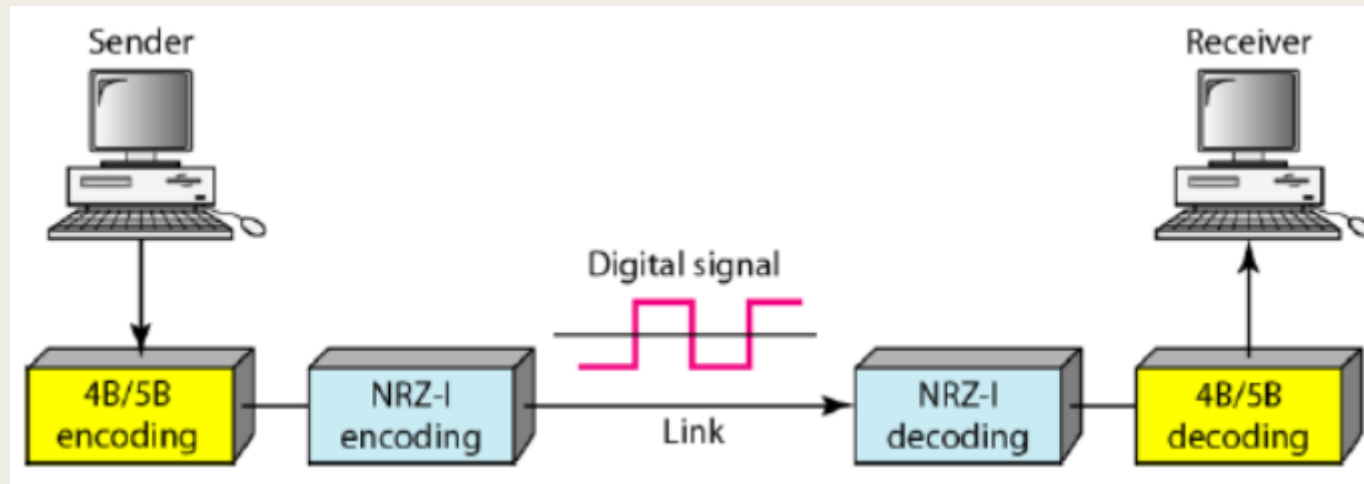 Sender
Receiver
Digital signal
4B/5B
encoding
NRZ-I
encoding
Link
NRZ-I
decoding
4B/5B
decoding